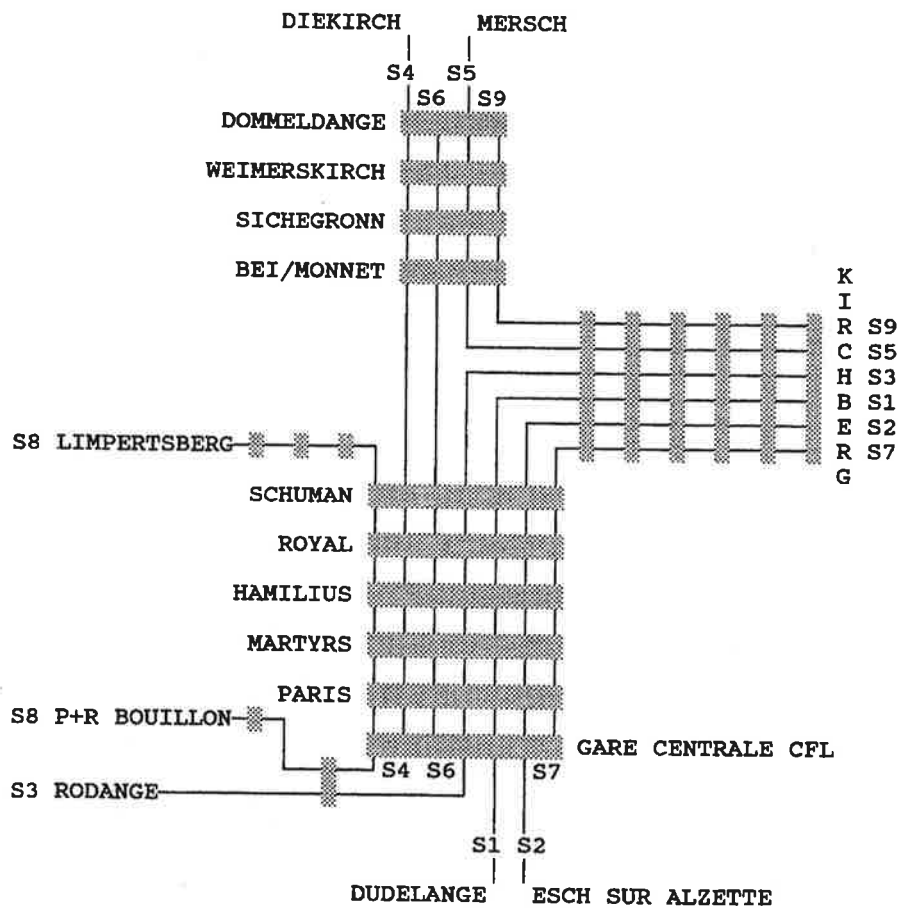 DIEKIRCH MERSCH
S4 S5
S6 S9
DOMMELDANGE
WEIMERSKIRCH
SICHEGRONN
BEI/MONNET
K
I
R S9
C S5
H S3
B S1
E S2
R S7
G
S8 LIMPERTSBERG
SCHUMAN
ROYAL
HAMILIUS
MARTYRS
PARIS
S8 P+R BOUILLON
GARE CENTRALE CFL
S4 S6 S7
S3 RODANGE
S1 S2
DUDELANGE ESCH SUR ALZETTE